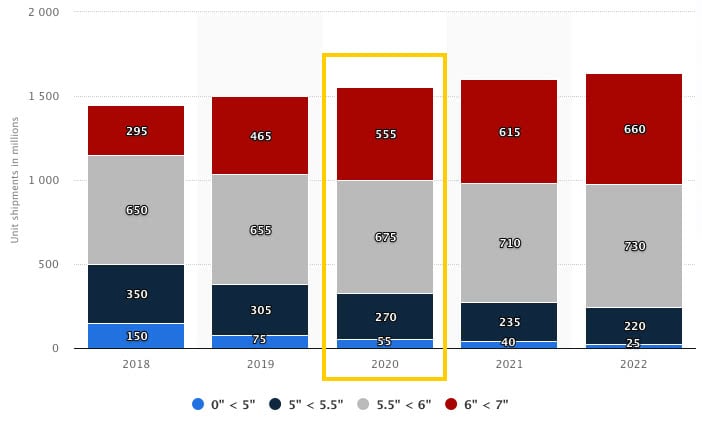 2 000
1 500
1 000
500
0
Unit shipments in millions
295 465 555 615 660
650 655 675 710 730
350 305 270 235 220
150 75 55 40 25
2018 2019 2020 2021 2022
0" < 5" 5" < 5.5" 5.5" < 6" 6" < 7"